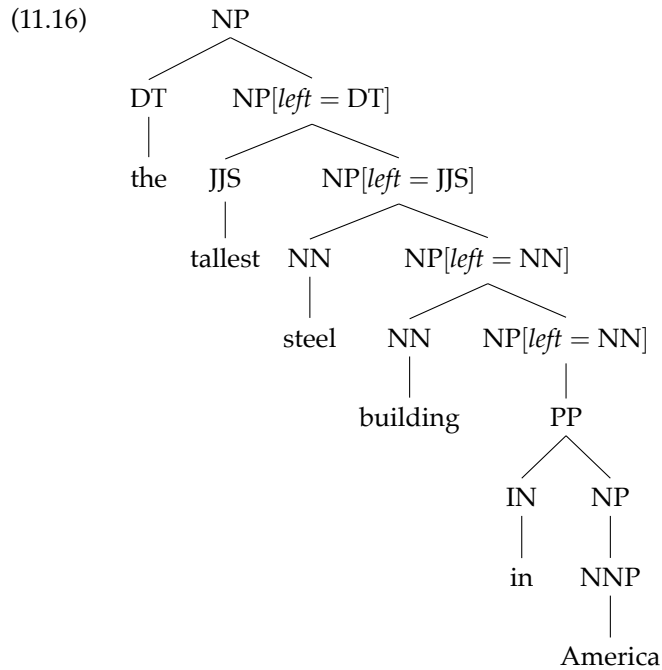 (11.16) NP
DT NP[left = DT]
the JJS NP[left = JJS]
tallest NN NP[left = NN]
steel NN NP[left = NN]
building PP
IN NP
in NNP
America